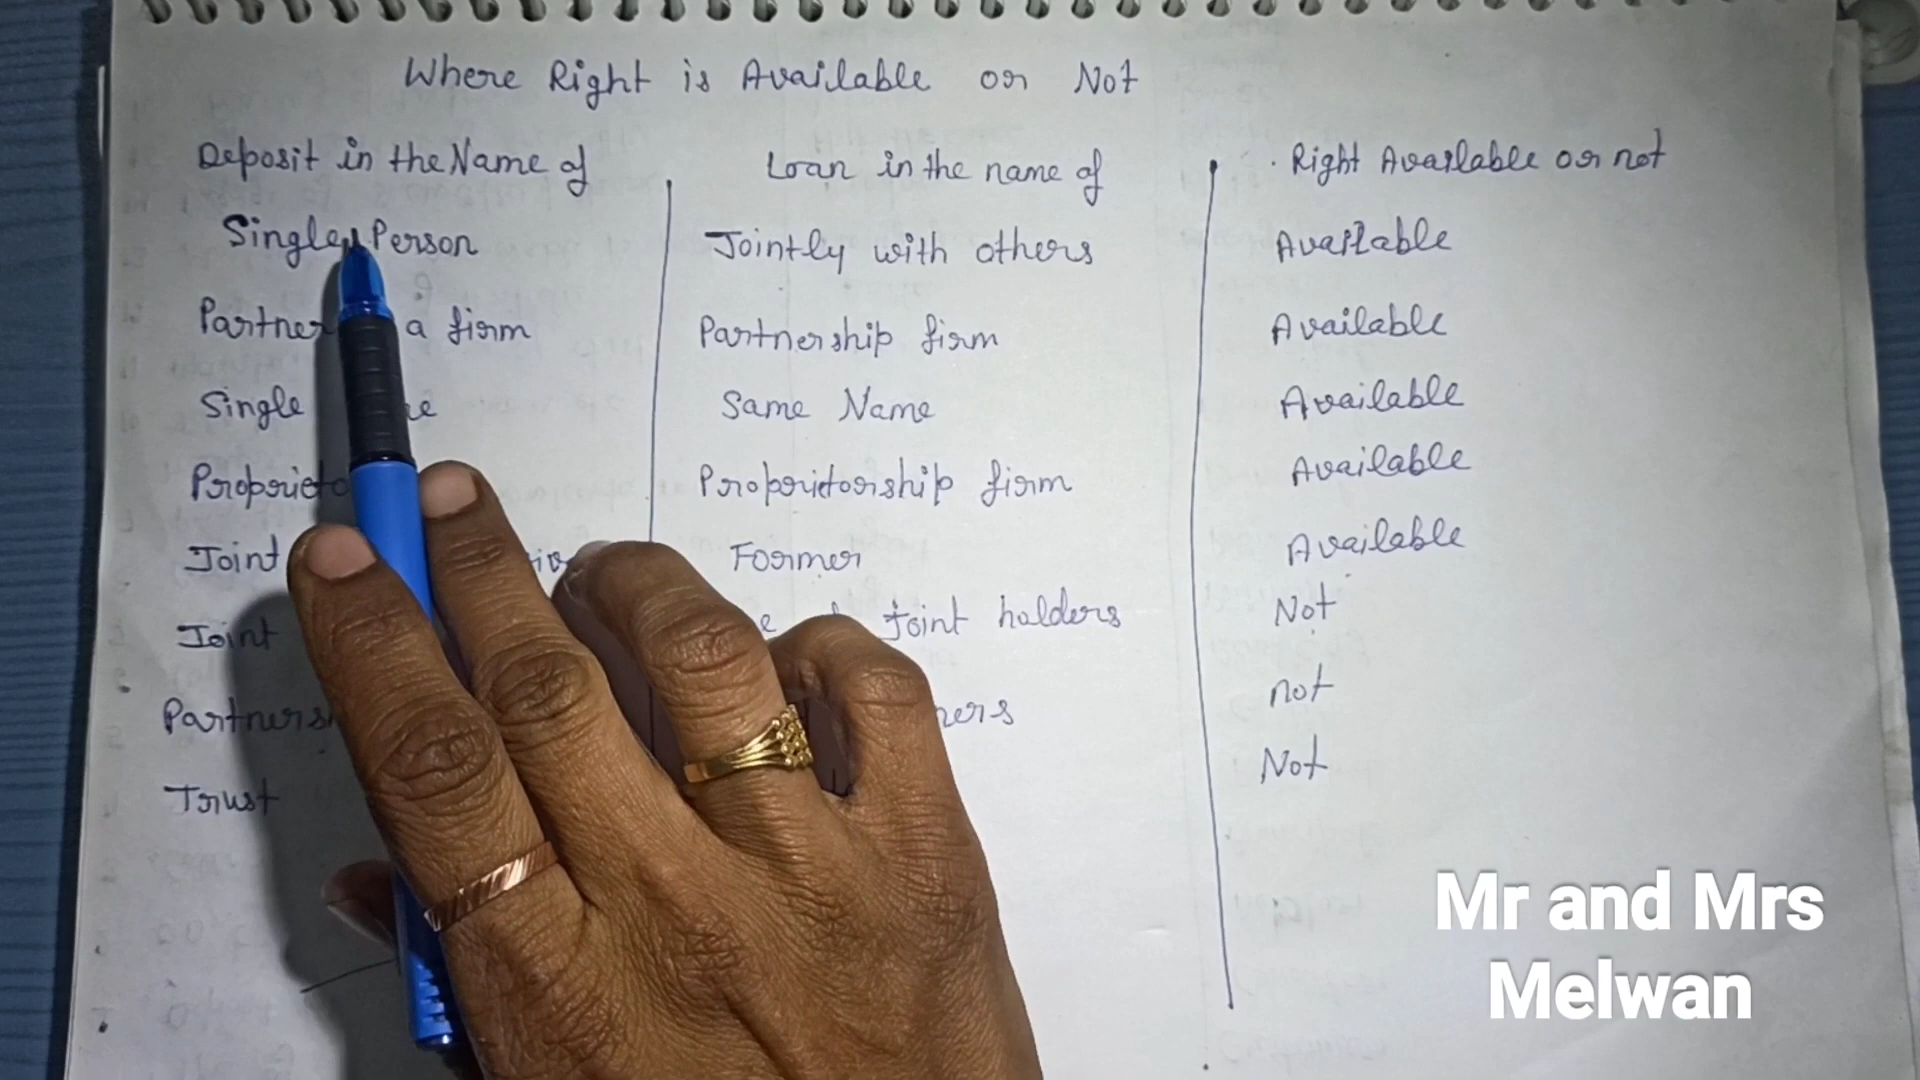 Where Right is Available or Not
Deposit in the Name of Loan in the name of Right Available or not
Single Person Jointly with others Available
Partner a firm Partnership firm Available
Single Same Name Available
Proprietorship firm Available
Joint Former Available
Joint Joint holders Not
not
Trust Not
Mr and Mrs
Melwan